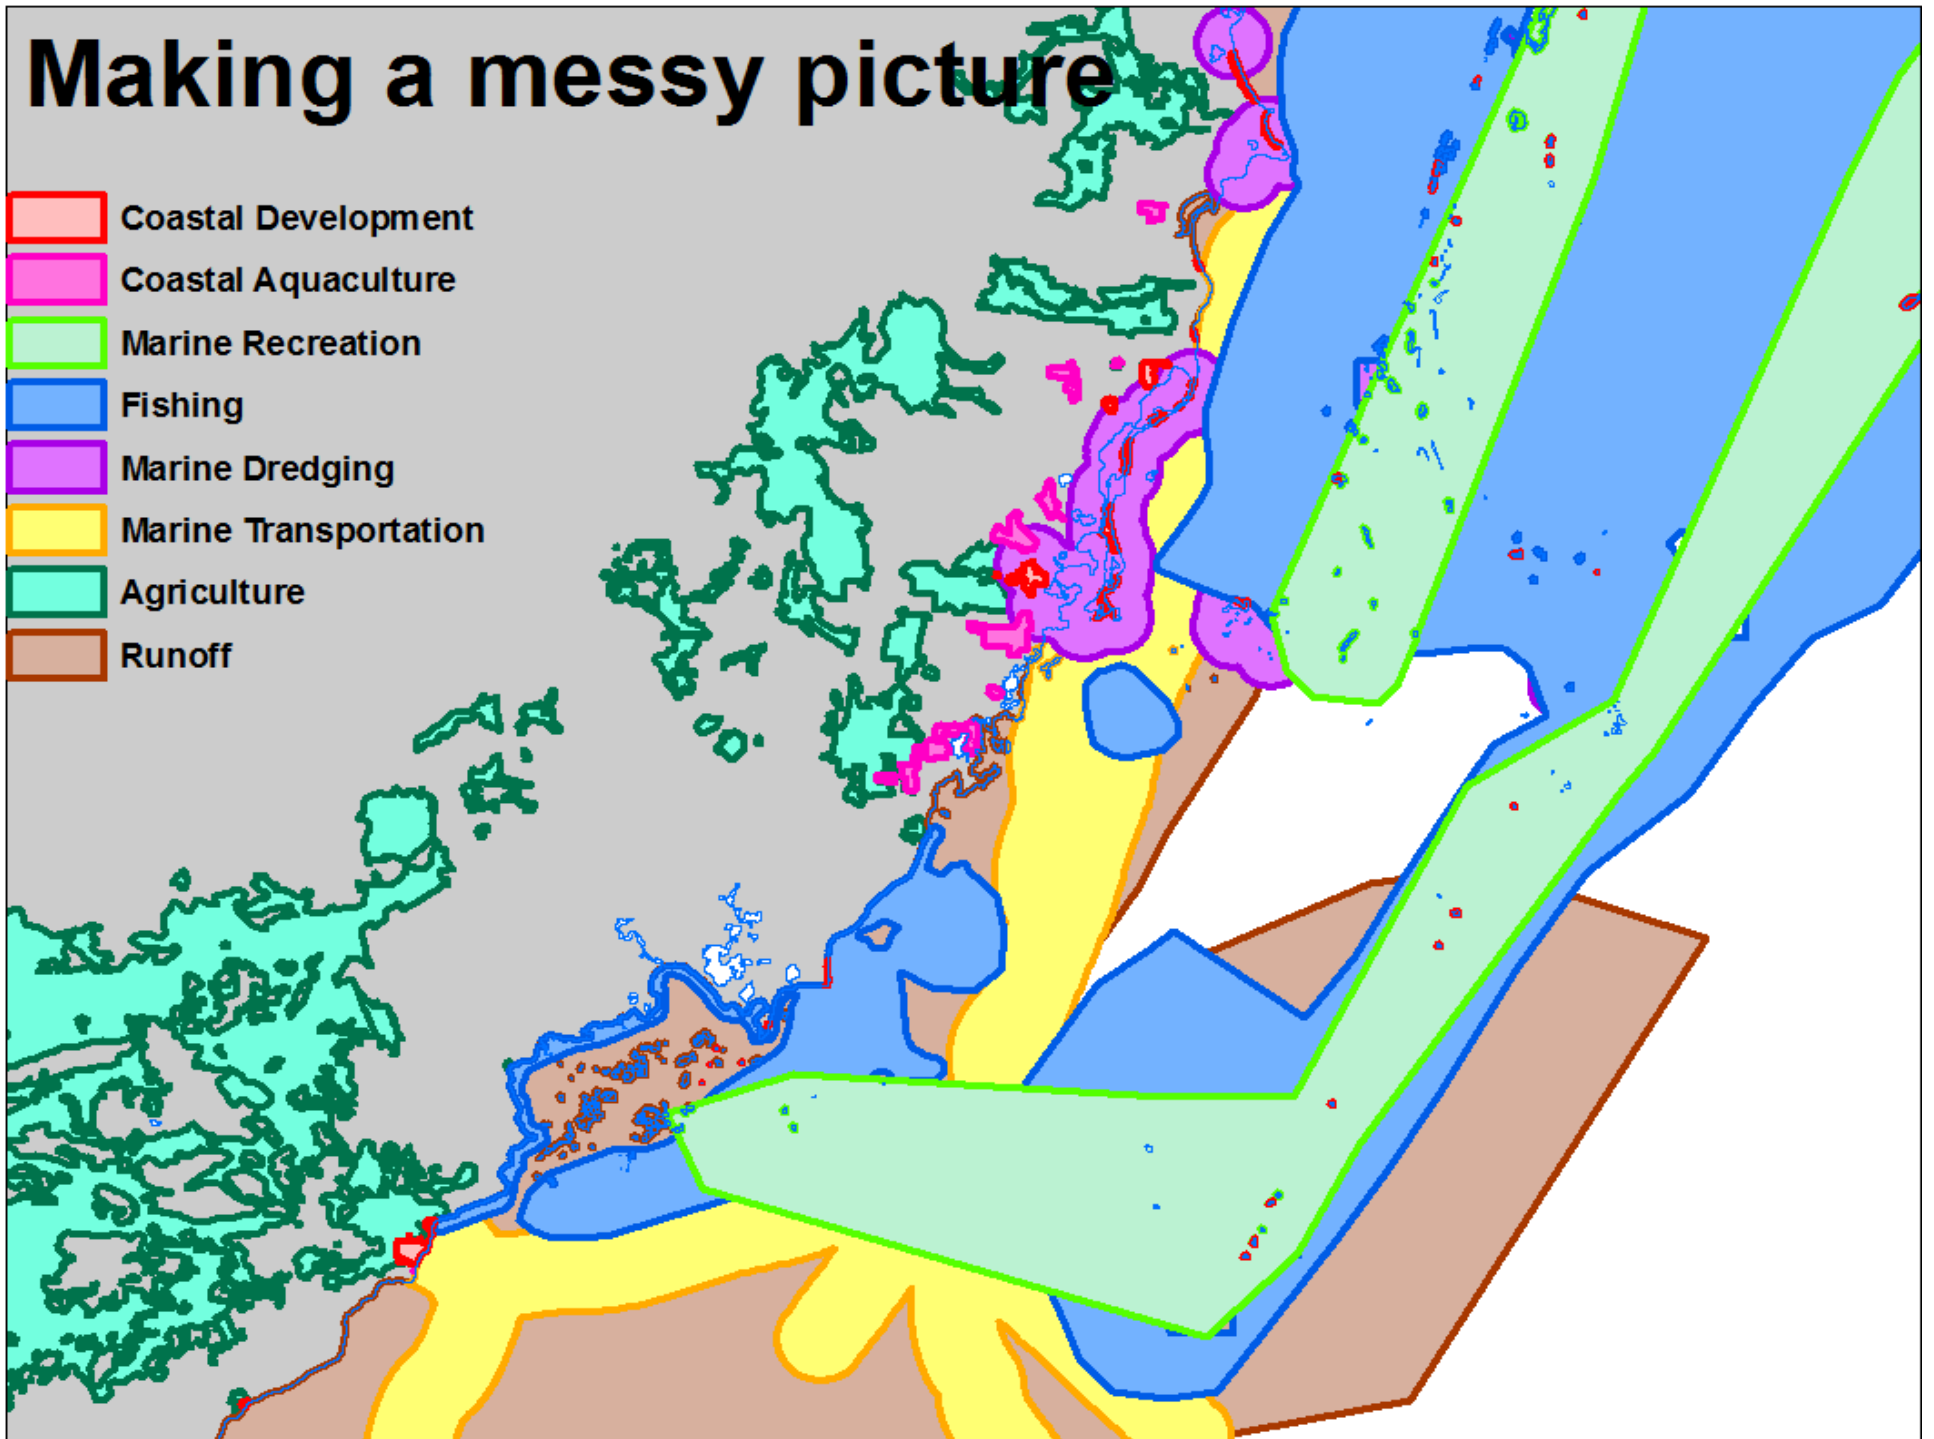 Making a messy picture
Coastal Development
Coastal Aquaculture
Marine Recreation
Fishing
Marine Dredging
Marine Transportation
Agriculture
Runoff